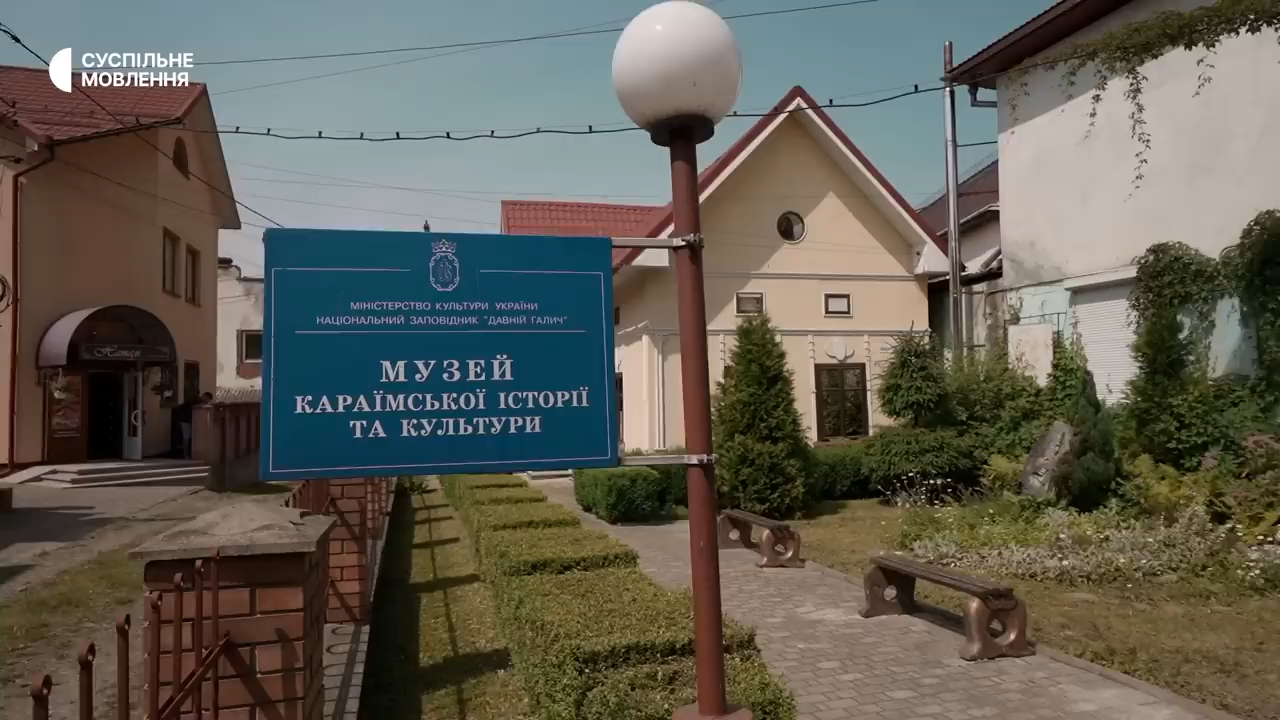 СУСПІЛЬНЕ
МОВЛЕННЯ
МІНІСТЕРСТВО КУЛЬТУРИ УКРАЇНИ
НАЦІОНАЛЬНИЙ ЗАПОВІДНИК "ДАВНІЙ ГАЛИЧ"
МУЗЕЙ
КАРАЇМСЬКОЇ ІСТОРІЇ
ТА КУЛЬТУРИ